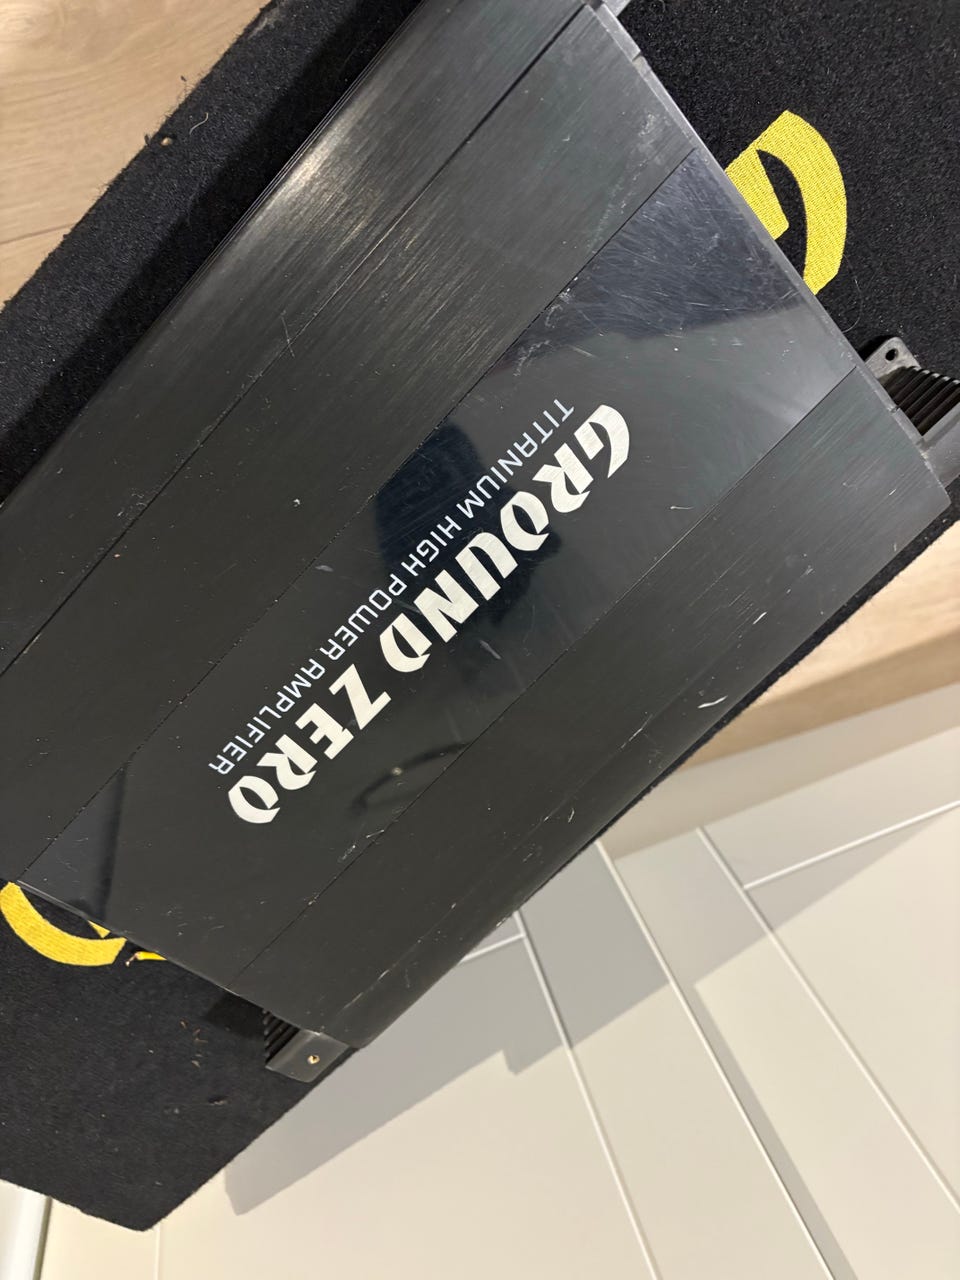 GROUND ZERO
TITANIUM HIGH POWER AMPLIFIER